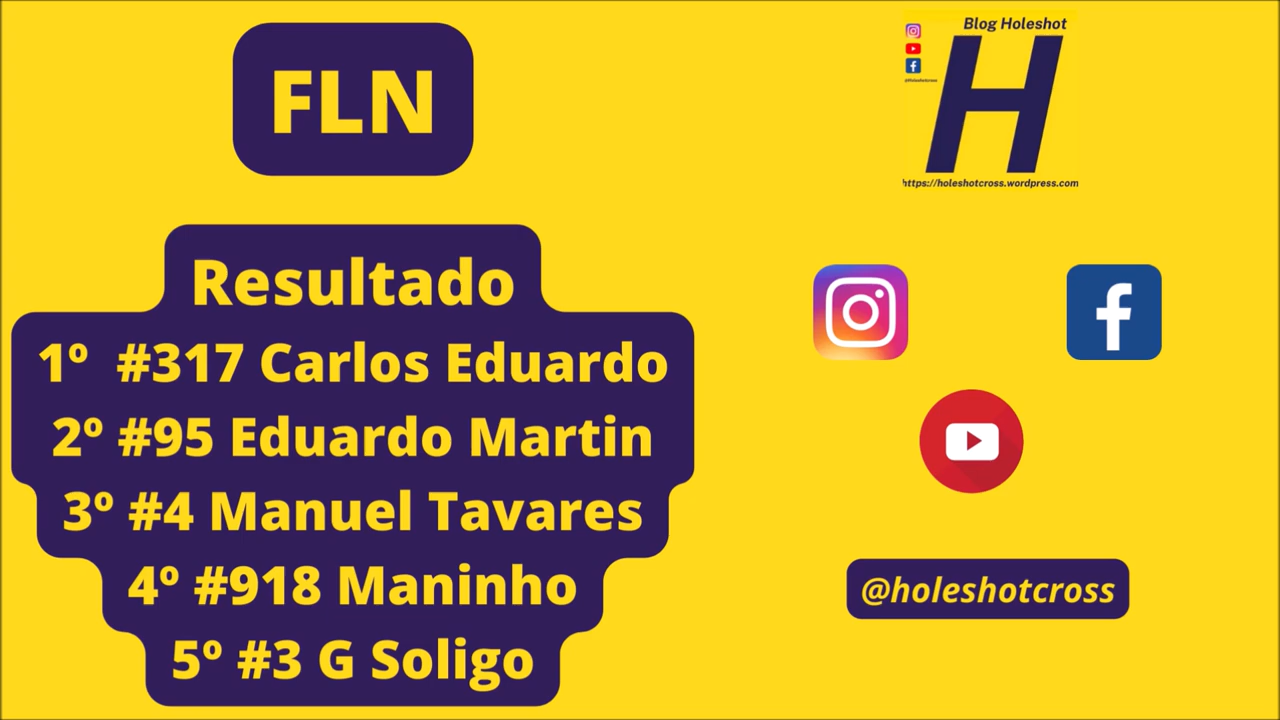 FLN
Resultado
1º #317 Carlos Eduardo
2º #95 Eduardo Martin
3º #4 Manuel Tavares
4º #918 Maninho
5º #3 G Soligo
Blog Holeshot
@holeshotcross
H
https://holeshotcross.wordpress.com
@holeshotcross